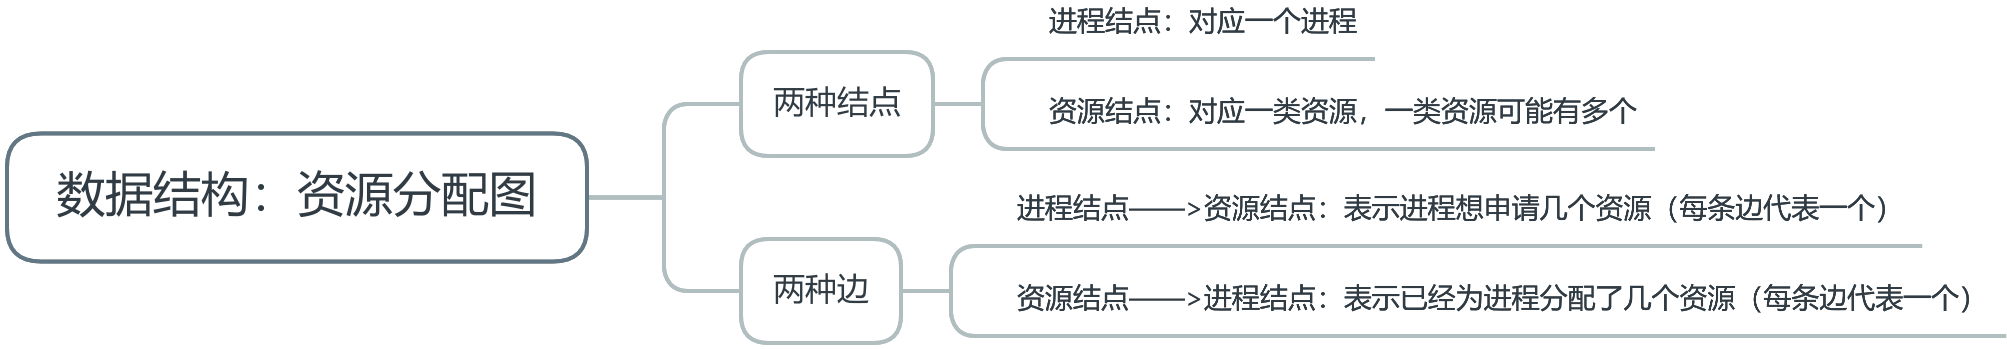 数据结构：资源分配图
两种结点
进程结点：对应一个进程
资源结点：对应一类资源，一类资源可能有多个
两种边
进程结点——>资源结点：表示进程想申请几个资源（每条边代表一个）
资源结点——>进程结点：表示已经为进程分配了几个资源（每条边代表一个）